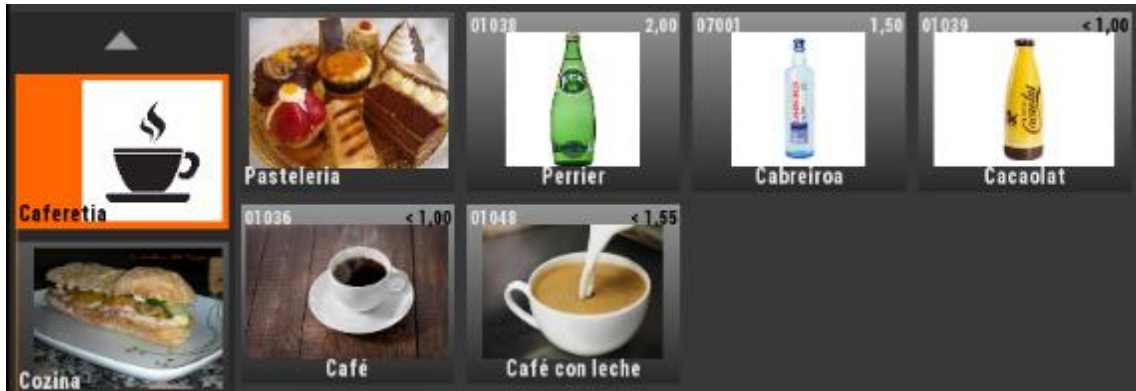 01038 2,00
07001 1,50
01039 < 1,00
Pasteleria
Perrier
Cabreiroa
Cacaolat
Caferetia
01036 < 1,00
01048 < 1,55
Café
Café con leche
Cozina